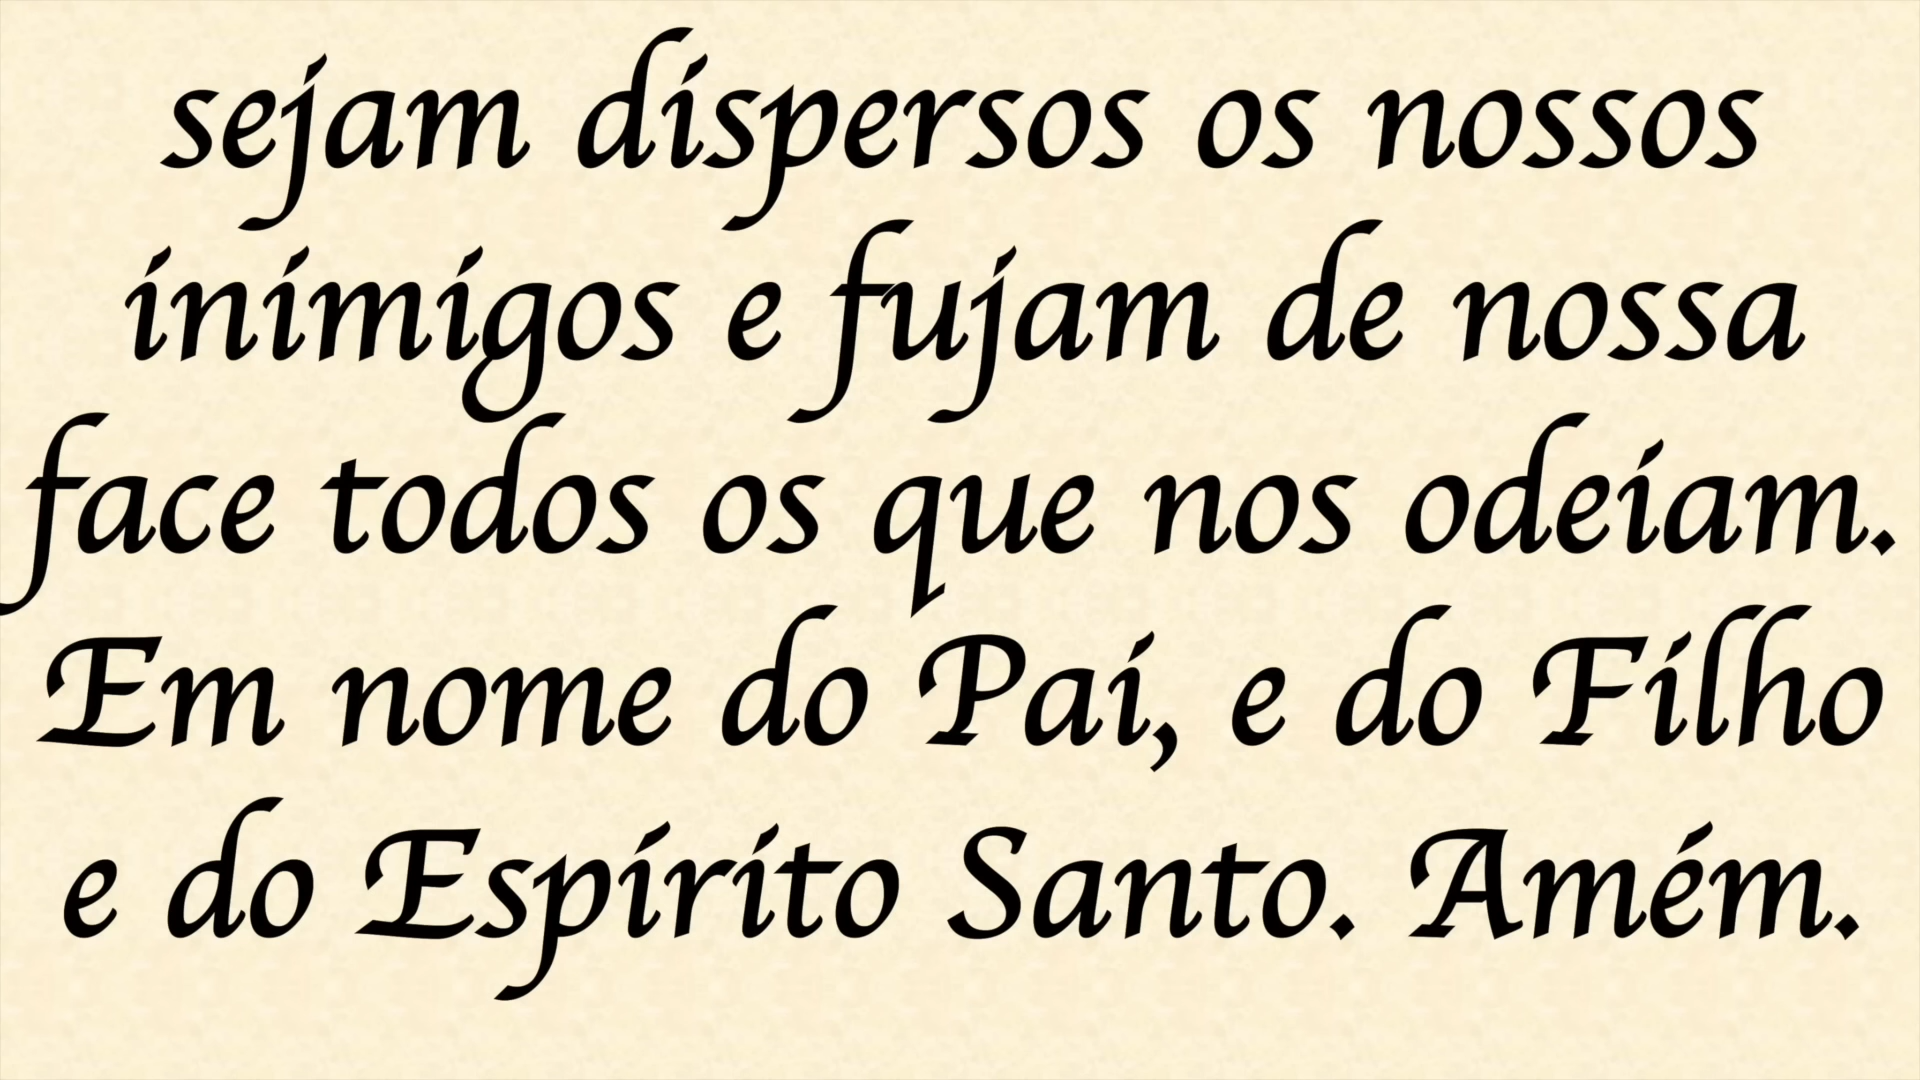 sejam dispersos os nossos
inimigos e fujam de nossa
face todos os que nos odeiam.
Em nome do Pai, e do Filho
e do Espírito Santo. Amém.